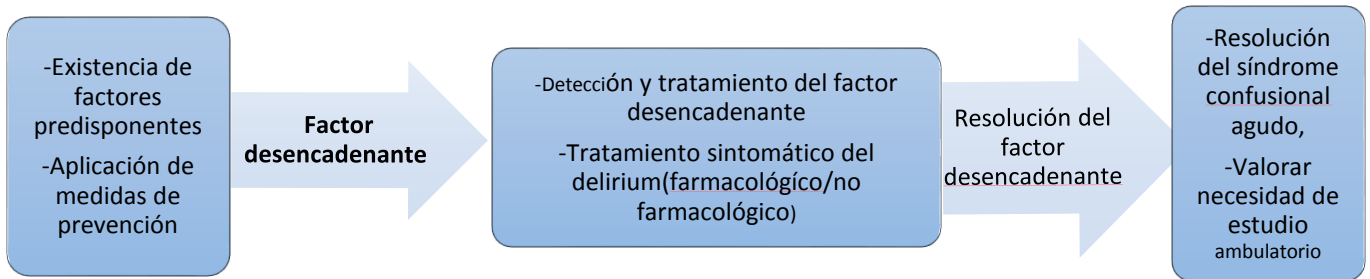 -Existencia de
factores
predisponentes
-Aplicación de
medidas de
prevención
Factor
desencadenante
-Detección y tratamiento del factor
desencadenante
-Tratamiento sintomático del
delirium(farmacológíco/no
farmacológico)
Resolución del
factor
desencadenante
-Resolución
del síndrome
confusional
agudo,
-Valorar
necesidad de
estudio
ambulatorio